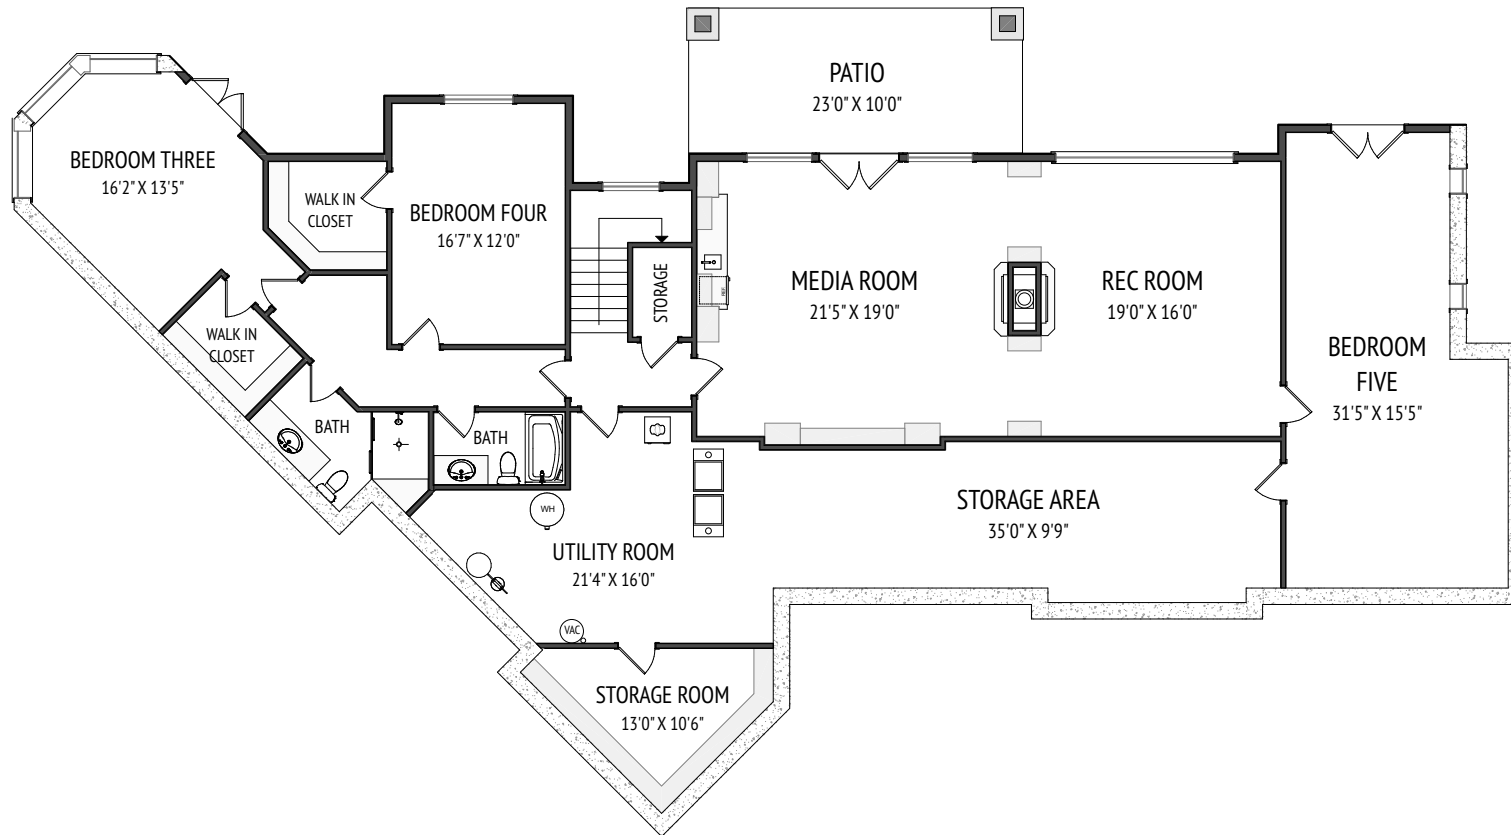 PATIO
23'0" X 10'0"
BEDROOM THREE
16'2" X 13'5"
WALK IN
CLOSET
BEDROOM FOUR
16'7" X 12'0"
STORAGE
MEDIA ROOM
21'5" X 19'0"
REC ROOM
19'0" X 16'0"
WALK IN
CLOSET
BEDROOM
FIVE
31'5" X 15'5"
BATH
BATH
WH
STORAGE AREA
35'0" X 9'9"
UTILITY ROOM
21'4" X 16'0"
VAC
STORAGE ROOM
13'0" X 10'6"